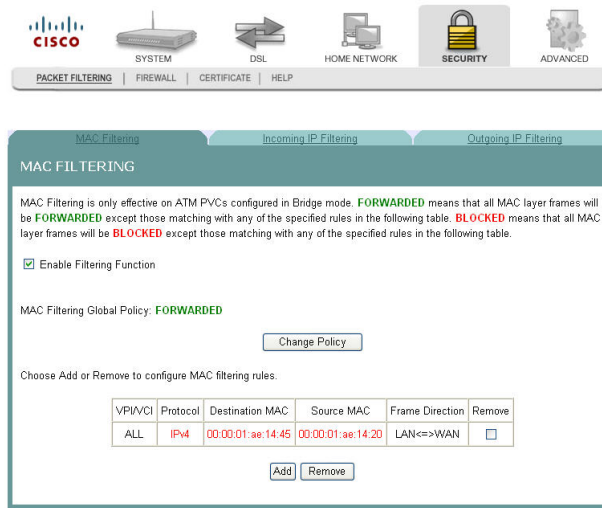 CISCO
SYSTEM
DSL
HOME NETWORK
SECURITY
ADVANCED
PACKET FILTERING | FIREWALL | CERTIFICATE | HELP
MAC Filtering
Incoming IP Filtering
Outgoing IP Filtering
MAC FILTERING
MAC Filtering is only effective on ATM PVCs configured in Bridge mode. FORWARDED means that all MAC layer frames will
be FORWARDED except those matching with any of the specified rules in the following table. BLOCKED means that all MAC
layer frames will be BLOCKED except those matching with any of the specified rules in the following table.
Enable Filtering Function
MAC Filtering Global Policy: FORWARDED
Change Policy
Choose Add or Remove to configure MAC filtering rules.
VPI/VCI Protocol Destination MAC Source MAC Frame Direction Remove
ALL IPv4 00:00:01:ae:14:45 00:00:01:ae:14:20 LAN<=>WAN
Add Remove